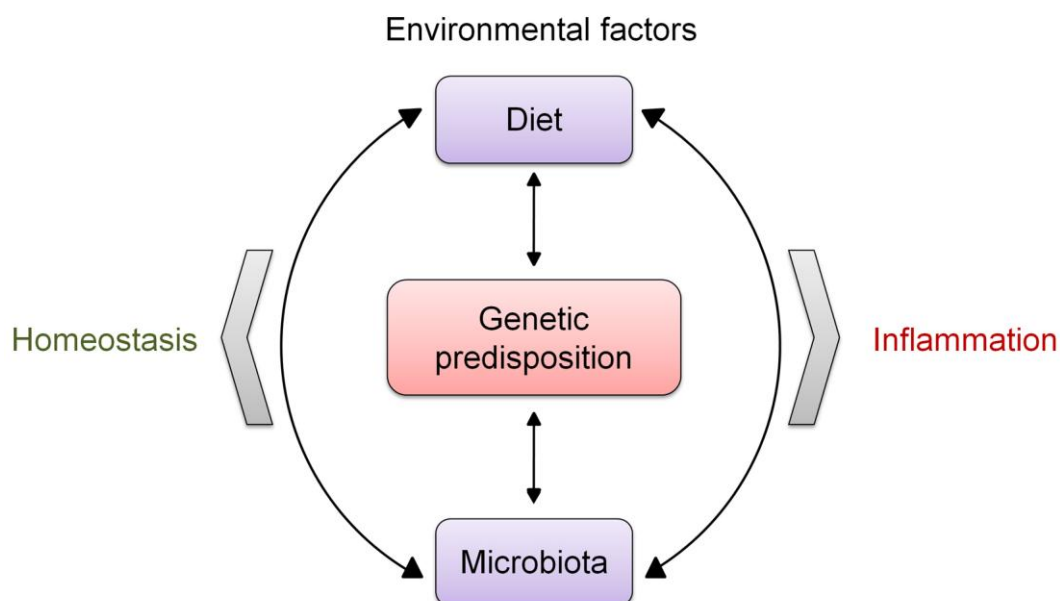 Environmental factors
Diet
Homeostasis
Genetic
predisposition
Inflammation
Microbiota